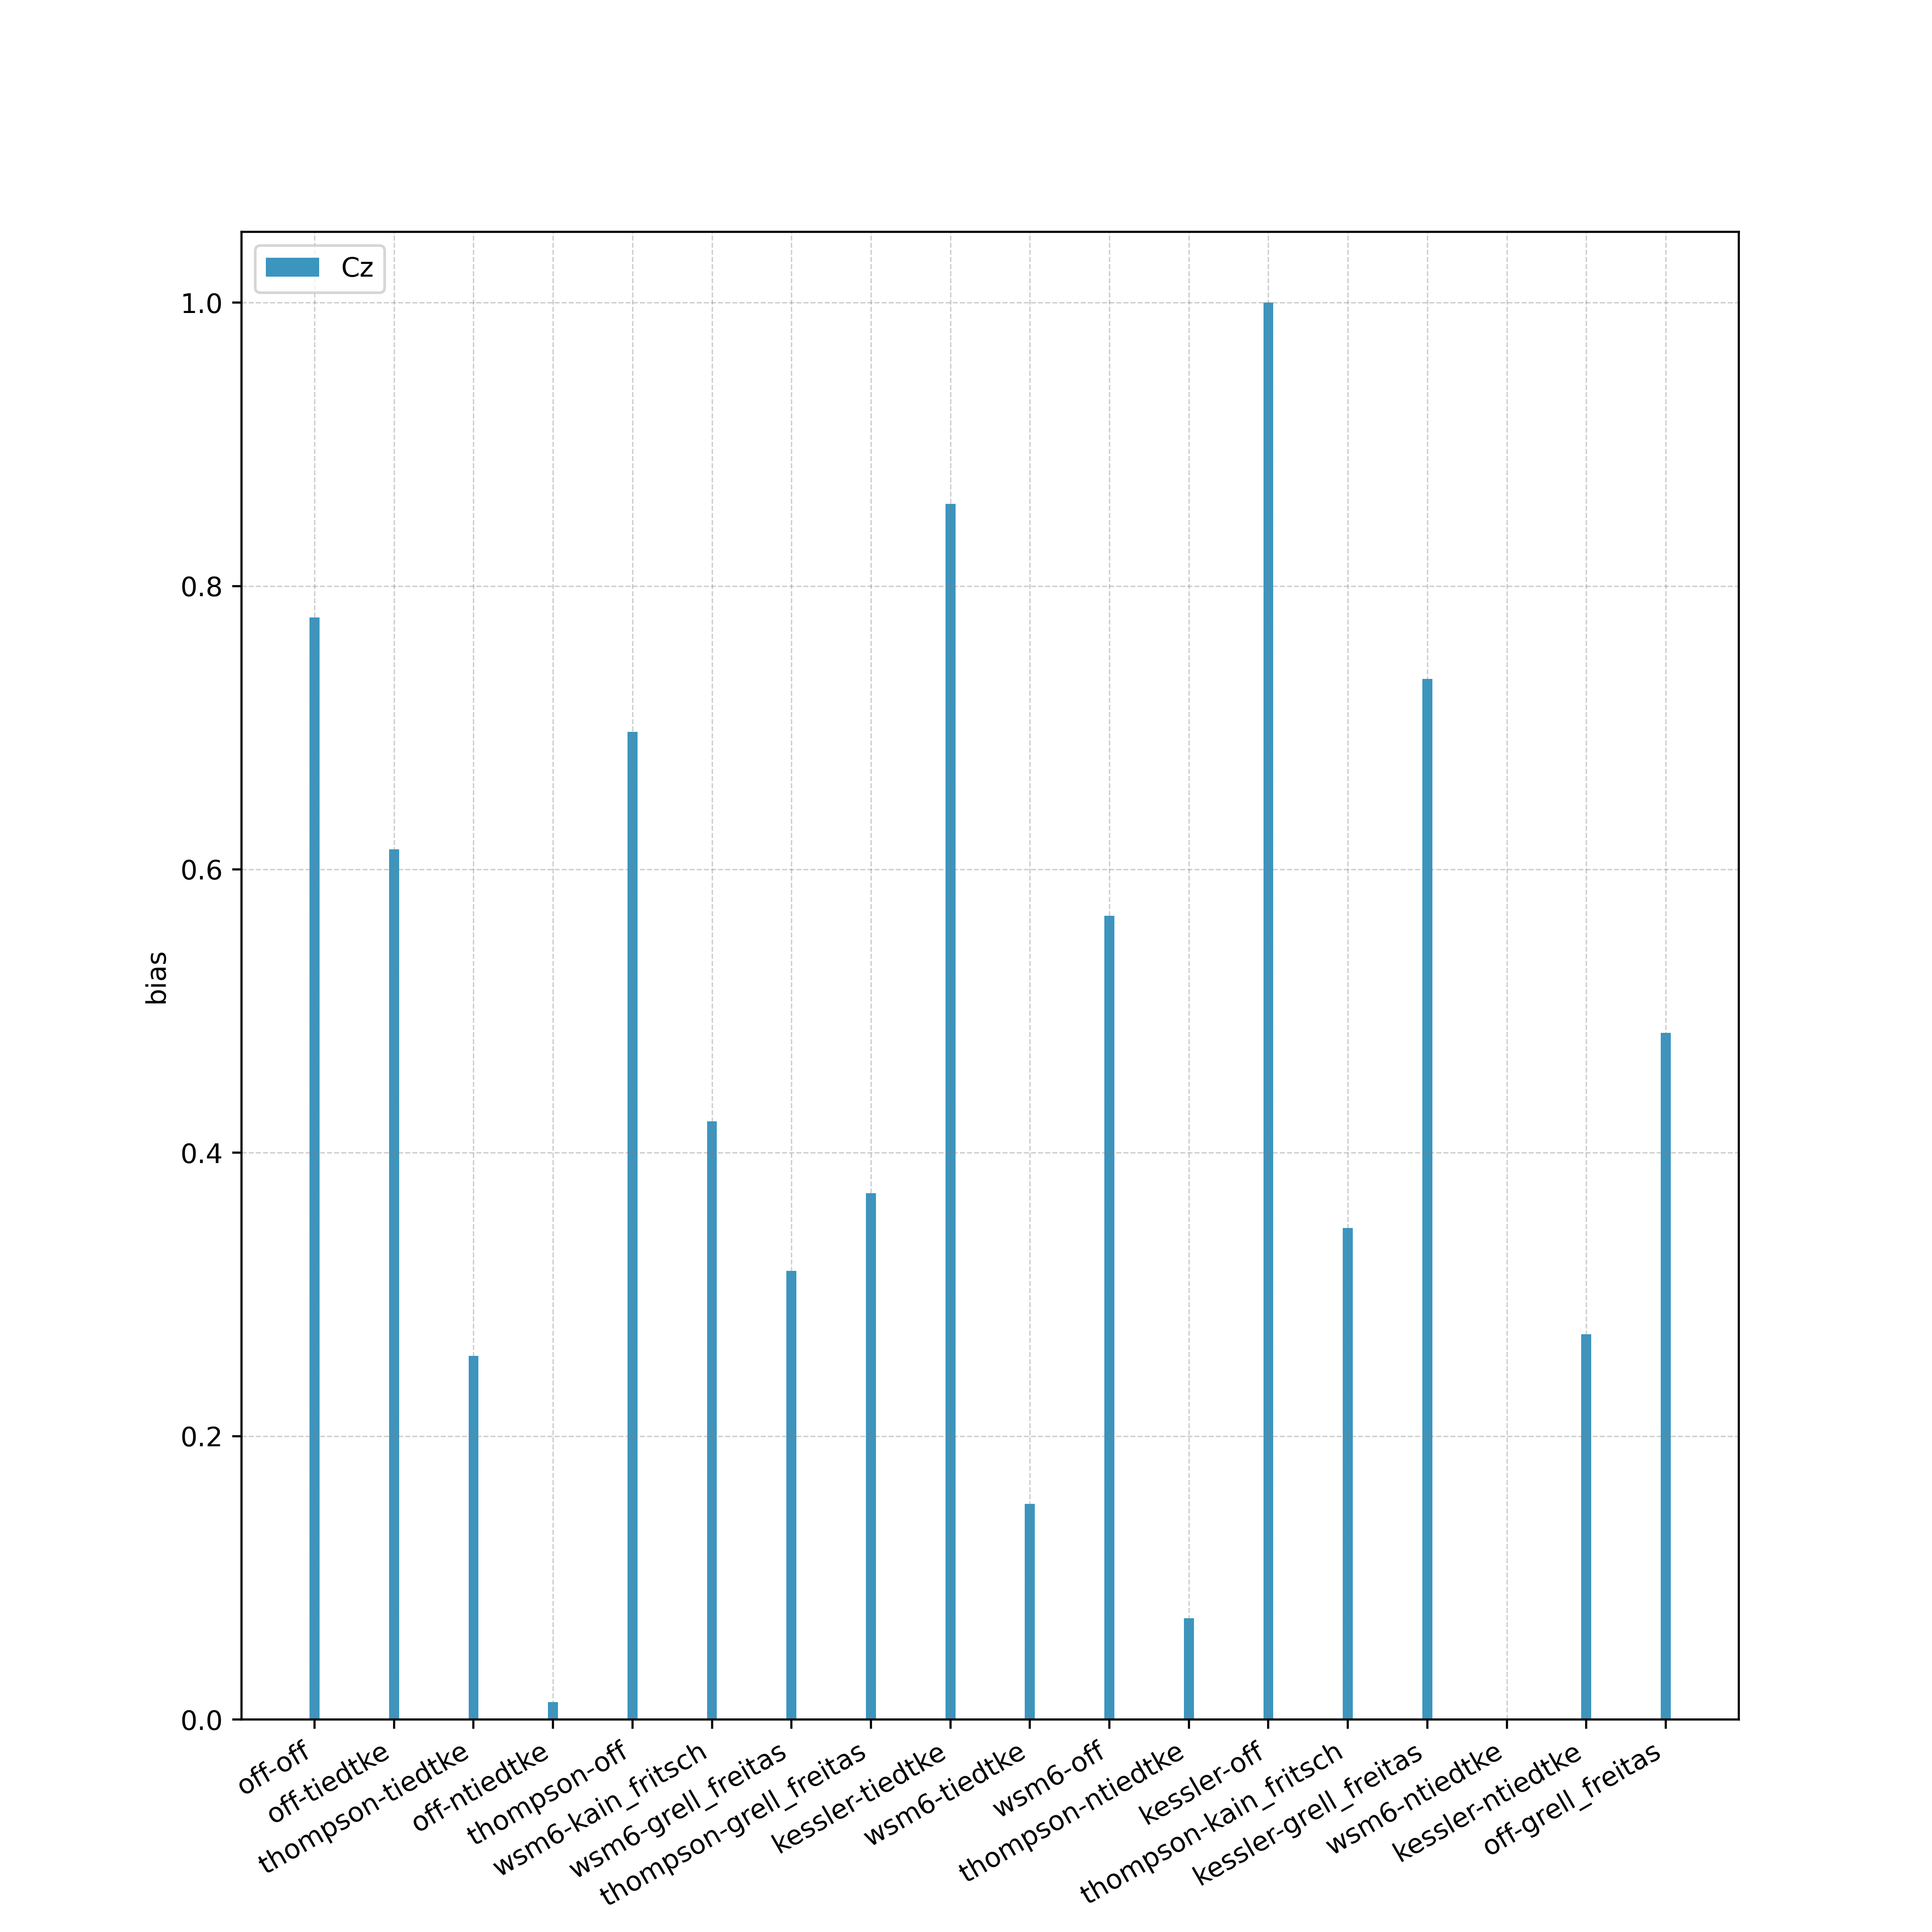 Cz
1.0
0.8
0.6
0.4
0.2
0.0
bias
off-off
off-tiedtke
thompson-tiedtke
off-ntiedtke
thompson-off
wsm6-kain_fritsch
wsm6-grell_freitas
thompson-grell_freitas
kessler-tiedtke
wsm6-tiedtke
wsm6-off
thompson-ntiedtke
kessler-off
thompson-kain_fritsch
kessler-grell_freitas
wsm6-ntiedtke
kessler-ntiedtke
off-grell_freitas